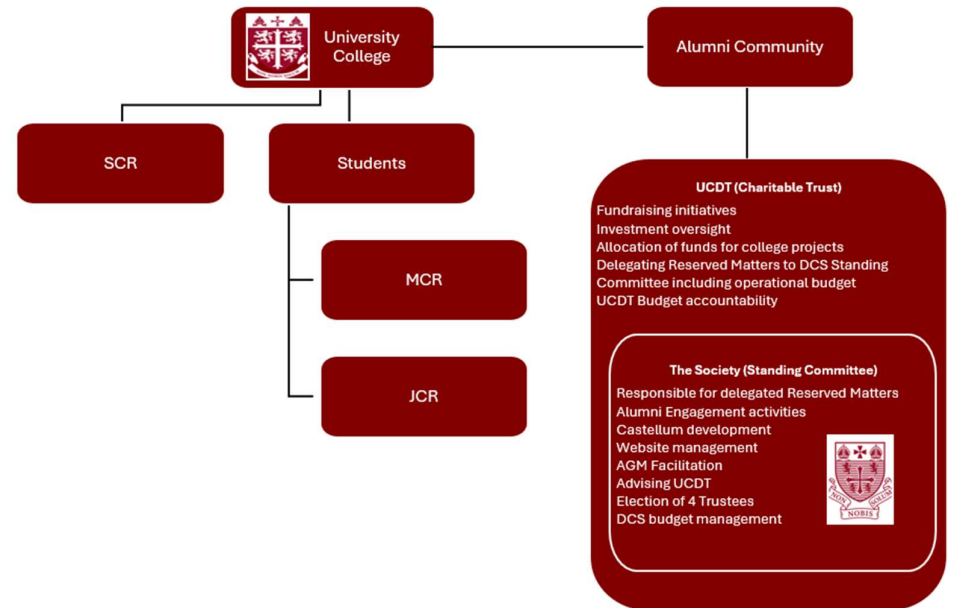 University
College
Alumni Community
SCR
Students
MCR
JCR
UCDT (Charitable Trust)
Fundraising initiatives
Investment oversight
Allocation of funds for college projects
Delegating Reserved Matters to DCS Standing
Committee including operational budget
UCDT Budget accountability
The Society (Standing Committee)
Responsible for delegated Reserved Matters
Alumni Engagement activities
Castellum development
Website management
AGM Facilitation
Advising UCDT
Election of 4 Trustees
DCS budget management
NON NOBIS SOLUM